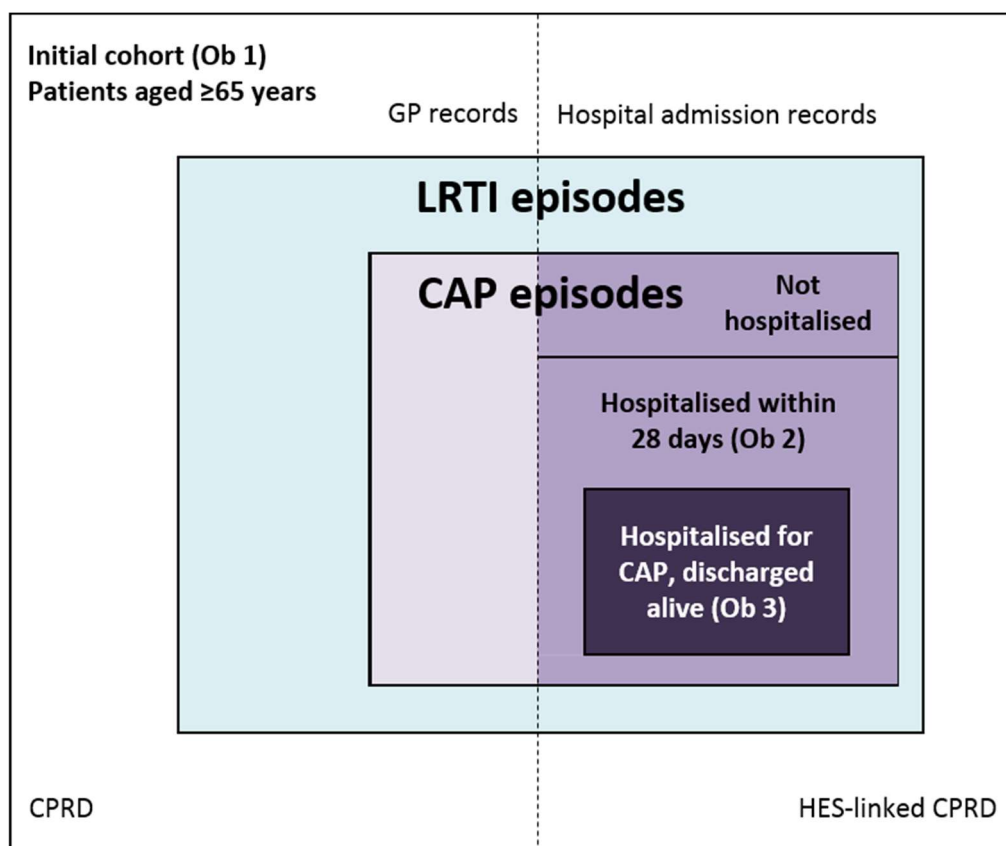 Initial cohort (Ob 1)
Patients aged ≥65 years
GP records
Hospital admission records
LRTI episodes
CAP episodes
Not
hospitalised
Hospitalised within
28 days (Ob 2)
Hospitalised for
CAP, discharged
alive (Ob 3)
CPRD
HES-linked CPRD